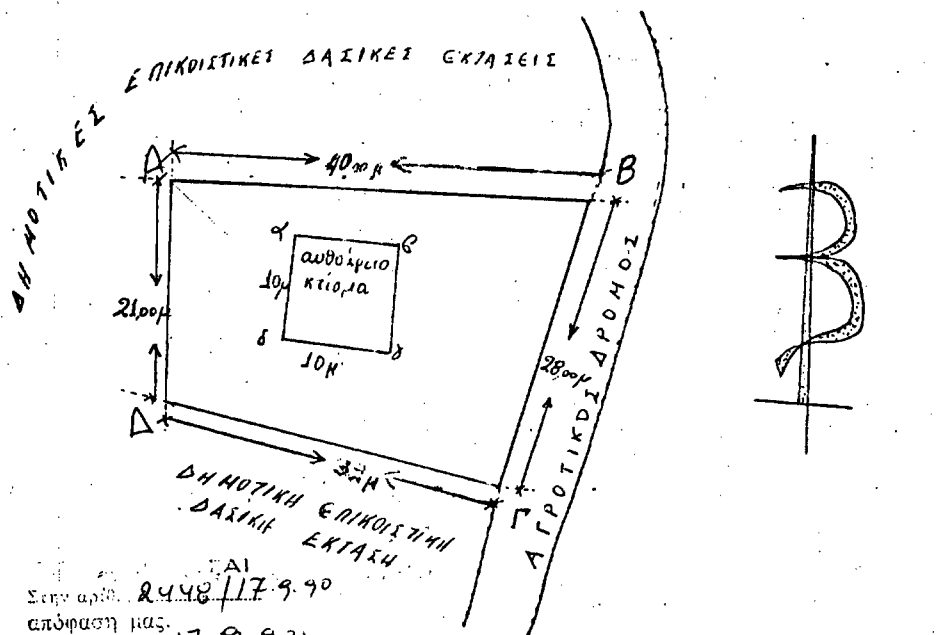 ΔΗΜΟΤΙΚΕΣ ΕΠΙΚΟΙΣΤΙΚΕΣ ΔΑΣΙΚΕΣ ΕΚΤΑΣΕΙΣ
Α
40,00μ
Β
α
β
αυθαίρετο
κτίσμα
10μ
δ
γ
10μ
21,00μ
28,00μ
ΑΓΡΟΤΙΚΟΣ ΔΡΟΜΟΣ
Δ
Γ
ΔΗΜΟΤΙΚΗ ΕΠΙΚΟΙΣΤΙΚΗ
ΔΑΣΙΚΗ
ΕΚΤΑΣΗ
Στην αριθ. 2448/17.9.90
απόφαση μας.
Β